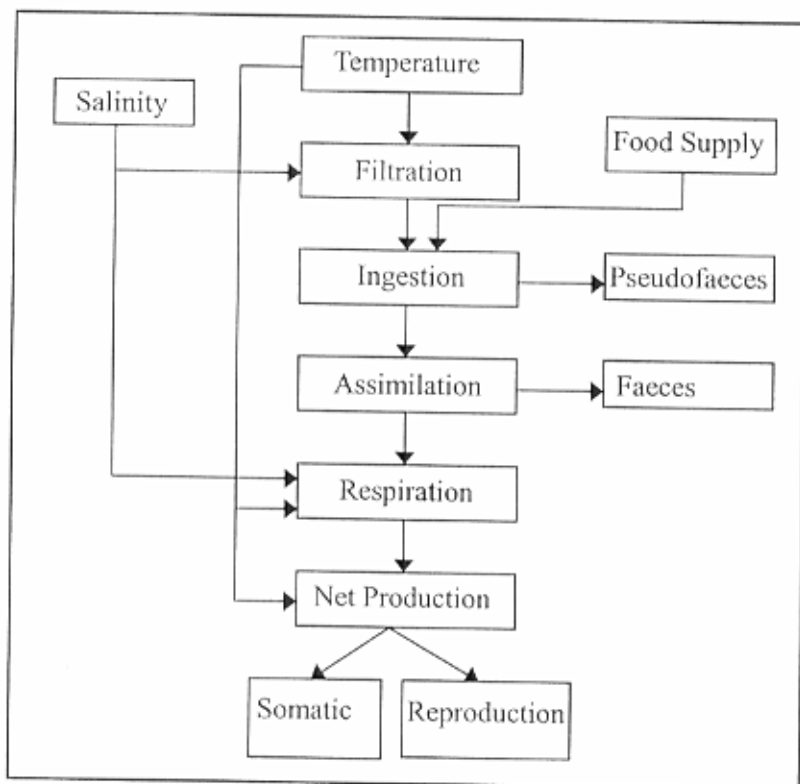 Temperature
Salinity
Food Supply
Filtration
Ingestion
Pseudofaeces
Assimilation
Faeces
Respiration
Net Production
Somatic
Reproduction